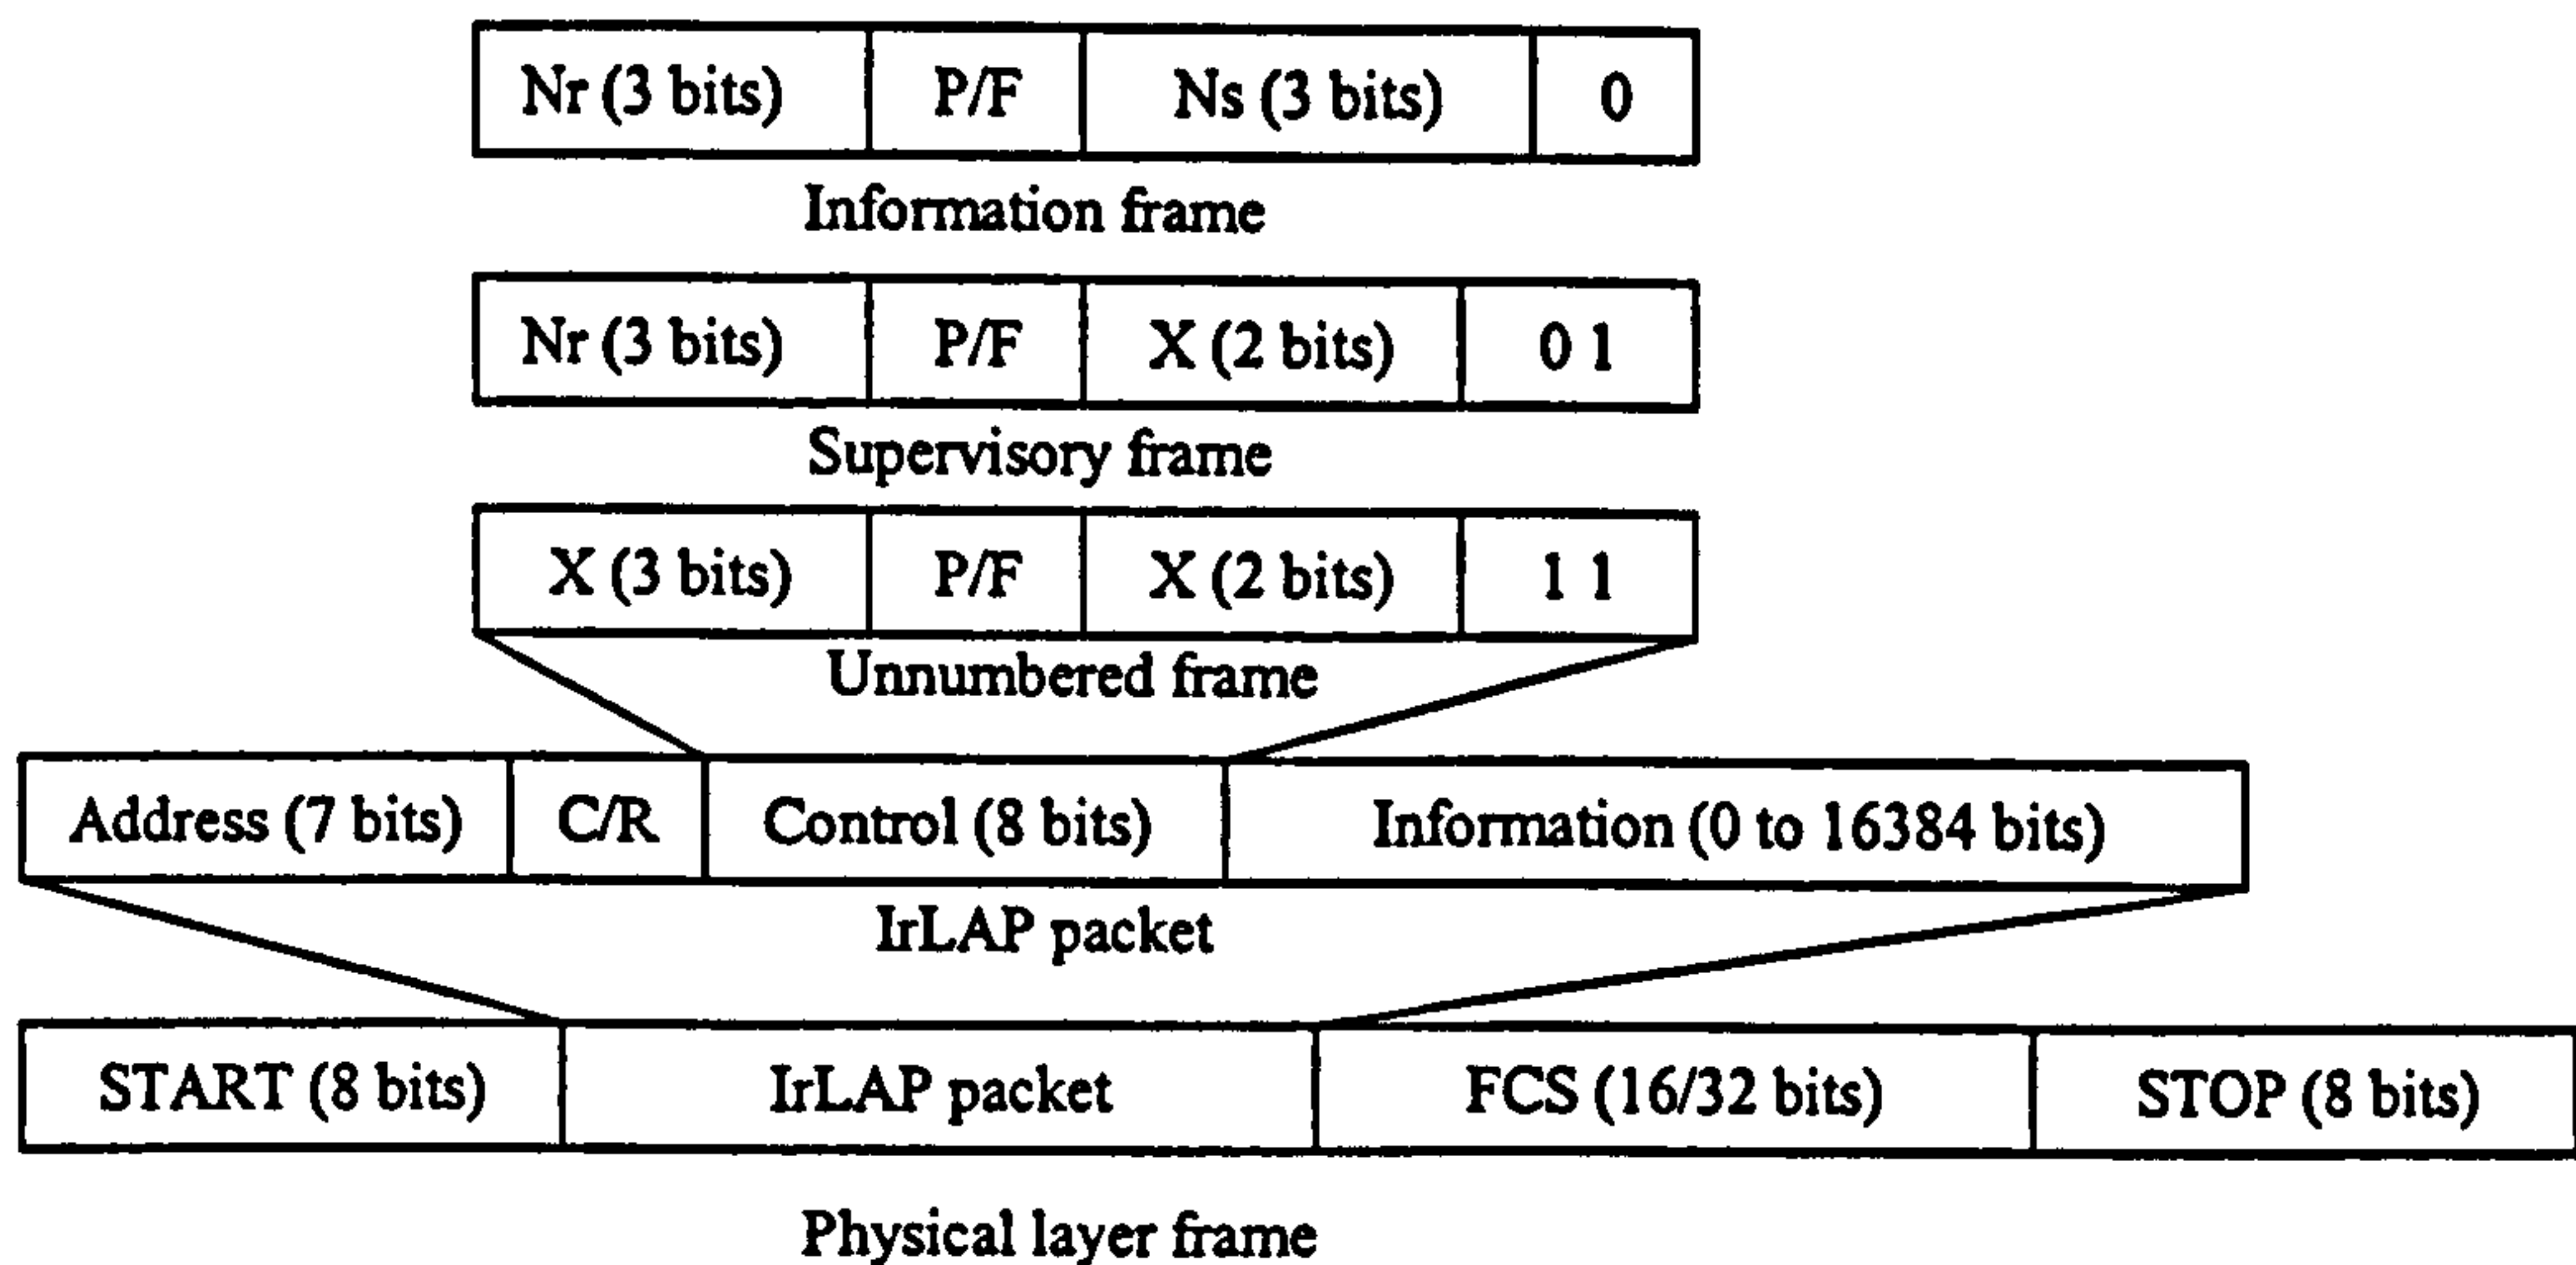 Nr (3 bits) P/F Ns (3 bits) 0
Information frame
Nr (3 bits) P/F X (2 bits) 0 1
Supervisory frame
X (3 bits) P/F X (2 bits) 1 1
Unnumbered frame
Address (7 bits) C/R Control (8 bits) Information (0 to 16384 bits)
IrLAP packet
START (8 bits) IrLAP packet FCS (16/32 bits) STOP (8 bits)
Physical layer frame